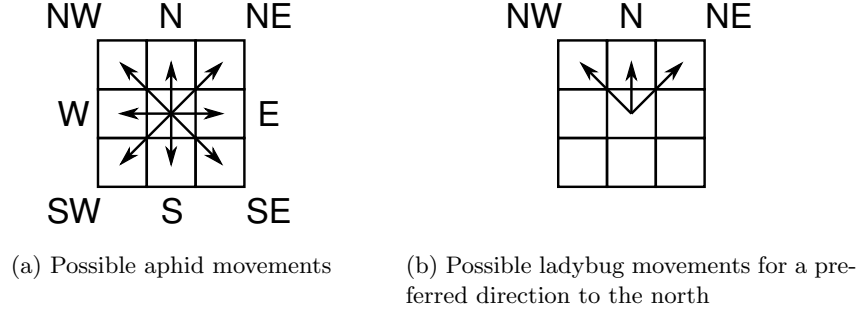 NW N NE
W E
SW S SE
(a) Possible aphid movements
NW N NE
(b) Possible ladybug movements for a pre-
ferred direction to the north